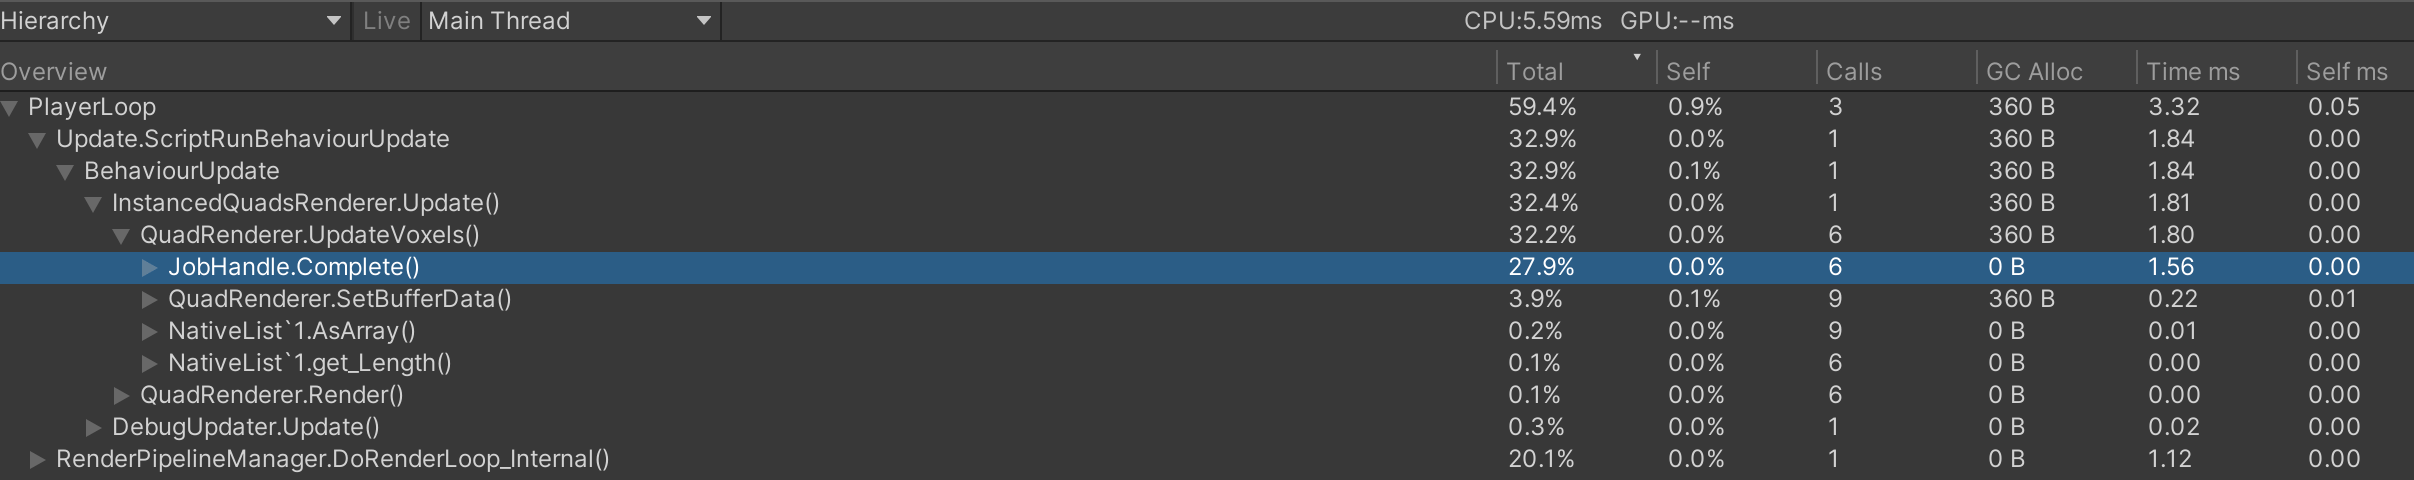 Hierarchy Live Main Thread CPU:5.59ms GPU:--ms
Overview Total Self Calls GC Alloc Time ms Self ms
PlayerLoop 59.4% 0.9% 3 360 B 3.32 0.05
Update.ScriptRunBehaviourUpdate 32.9% 0.0% 1 360 B 1.84 0.00
BehaviourUpdate 32.9% 0.1% 1 360 B 1.84 0.00
InstancedQuadsRenderer.Update() 32.4% 0.0% 1 360 B 1.81 0.00
QuadRenderer.UpdateVoxels() 32.2% 0.0% 6 360 B 1.80 0.00
JobHandle.Complete() 27.9% 0.0% 6 0 B 1.56 0.00
QuadRenderer.SetBufferData() 3.9% 0.1% 9 360 B 0.22 0.01
NativeList`1.AsArray() 0.2% 0.0% 9 0 B 0.01 0.00
NativeList`1.get_Length() 0.1% 0.0% 6 0 B 0.00 0.00
QuadRenderer.Render() 0.1% 0.0% 6 0 B 0.00 0.00
DebugUpdater.Update() 0.3% 0.0% 1 0 B 0.02 0.00
RenderPipelineManager.DoRenderLoop_Internal() 20.1% 0.0% 1 0 B 1.12 0.00